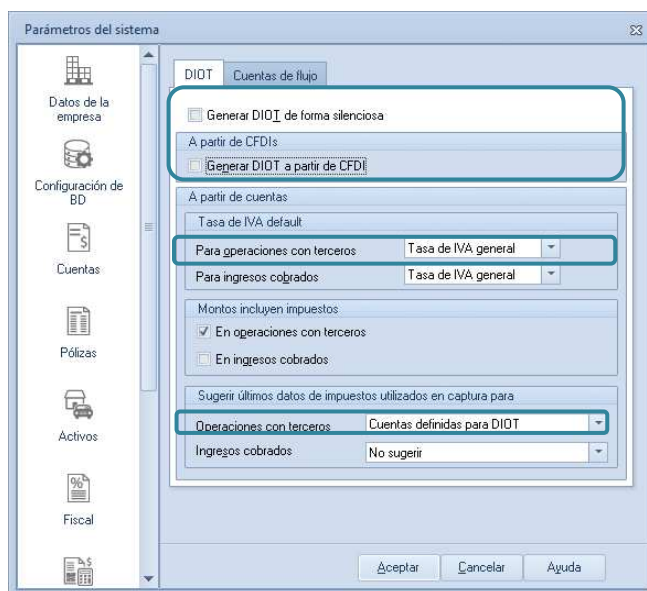 Parámetros del sistema
Datos de la
empresa
Configuración de
BD
Cuentas
Pólizas
Activos
Fiscal
DIOT
Cuentas de flujo
Generar DIOT de forma silenciosa
A partir de CFDIs
Generar DIOT a partir de CFDI
A partir de cuentas
Tasa de IVA default
Para operaciones con terceros
Tasa de IVA general
Para ingresos cobrados
Tasa de IVA general
Montos incluyen impuestos
En operaciones con terceros
En ingresos cobrados
Sugerir últimos datos de impuestos utilizados en captura para
Operaciones con terceros
Cuentas definidas para DIOT
Ingresos cobrados
No sugerir
Aceptar
Cancelar
Ayuda